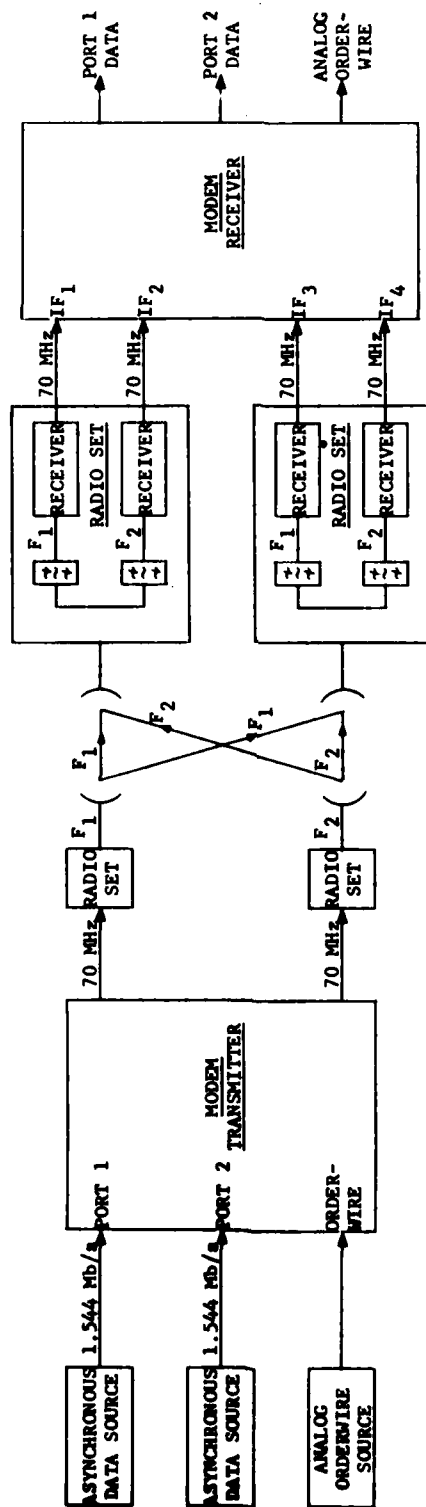 ASYNCHRONOUS
DATA SOURCE
1.544 Mb/s
PORT 1
ASYNCHRONOUS
DATA SOURCE
1.544 Mb/s
PORT 2
ANALOG
ORDERWIRE
SOURCE
ORDER-
WIRE
MODEM
TRANSMITTER
70 MHz
RADIO
SET
F1
70 MHz
RADIO
SET
F2
F1
F2
F2
F1
F1
RECEIVER
F2
RECEIVER
RADIO SET
F1
RECEIVER
F2
RECEIVER
RADIO SET
70 MHz
IF1
70 MHz
IF2
70 MHz
IF3
70 MHz
IF4
MODEM
RECEIVER
PORT 1
DATA
PORT 2
DATA
ANALOG
ORDER-
WIRE